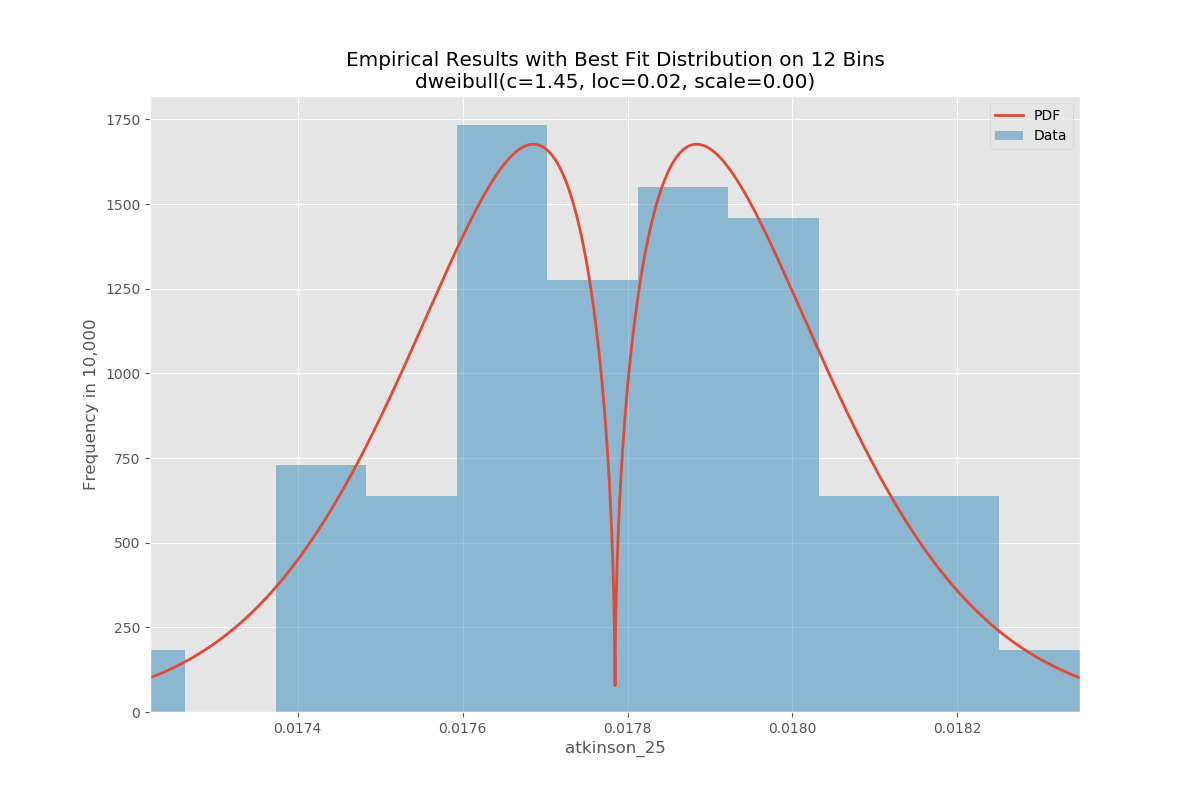 Empirical Results with Best Fit Distribution on 12 Bins
dweibull(c=1.45, loc=0.02, scale=0.00)
PDF
Data
1750
1500
1250
1000
750
500
250
0
Frequency in 10,000
0.0174
0.0176
0.0178
0.0180
0.0182
atkinson_25